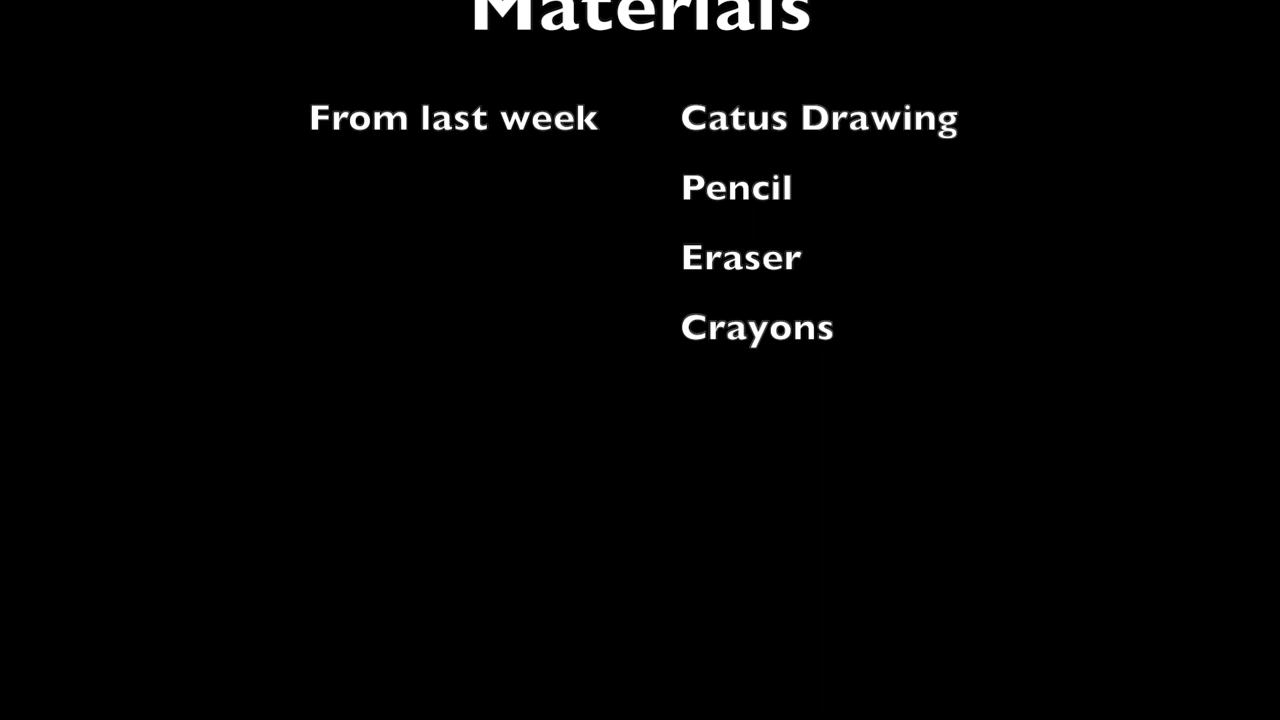 Materials
From last week Catus Drawing
Pencil
Eraser
Crayons